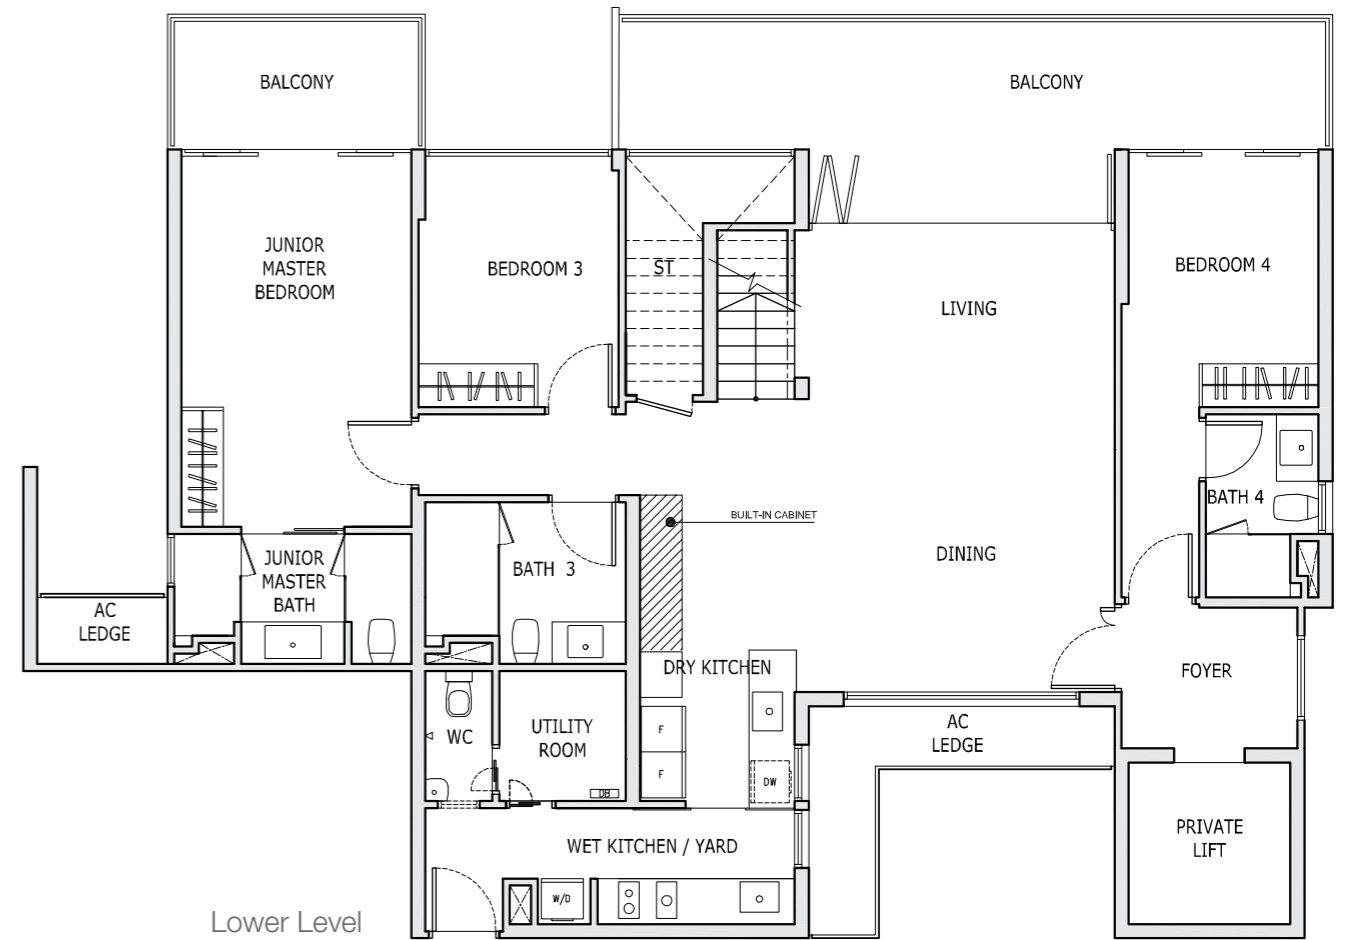 BALCONY
BALCONY
JUNIOR
MASTER
BEDROOM
BEDROOM 3
ST
LIVING
BEDROOM 4
BUILT-IN CABINET
BATH 4
DINING
JUNIOR
MASTER
BATH
BATH 3
AC
LEDGE
DRY KITCHEN
FOYER
WC
UTILITY
ROOM
F
F
AC
LEDGE
DW
DB
WET KITCHEN / YARD
PRIVATE
LIFT
W/D
Lower Level